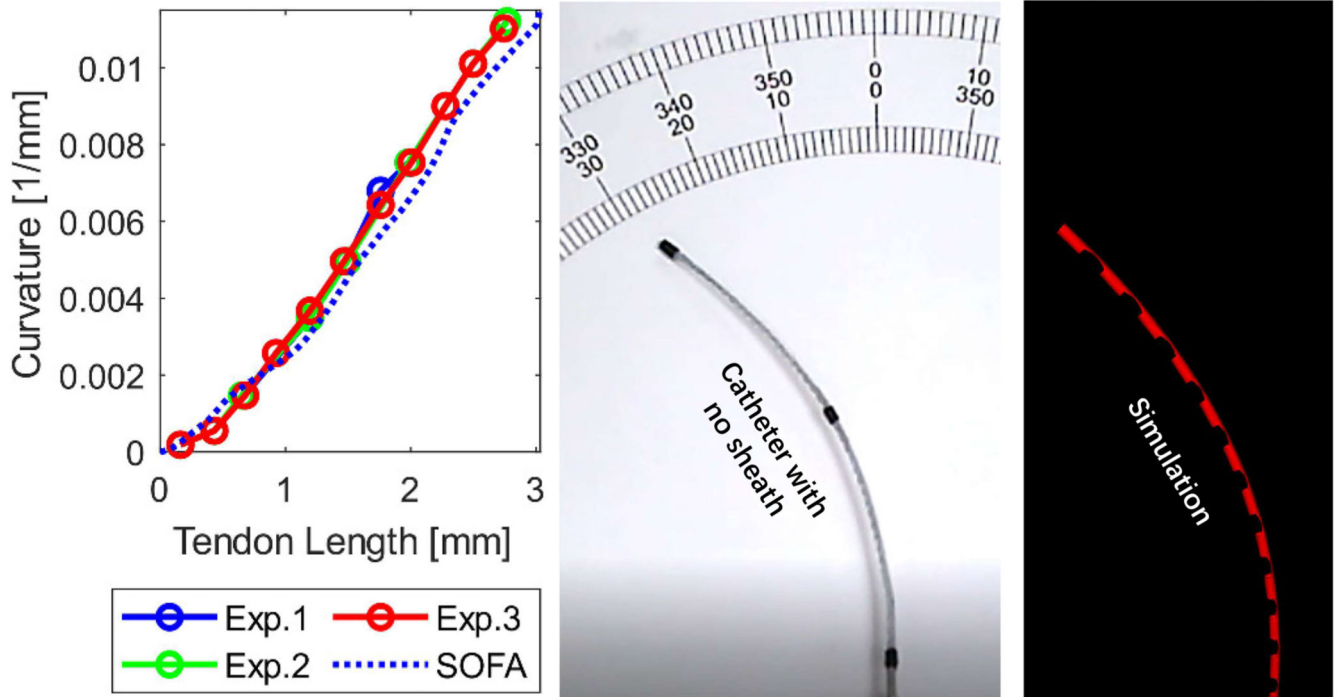 Curvature [1/mm]
0.01
0.008
0.006
0.004
0.002
0
0 1 2 3
Tendon Length [mm]
Exp.1 Exp.3
Exp.2 SOFA
330
30
340
20
350
10
0
0
10
350
Catheter with
no sheath
Simulation